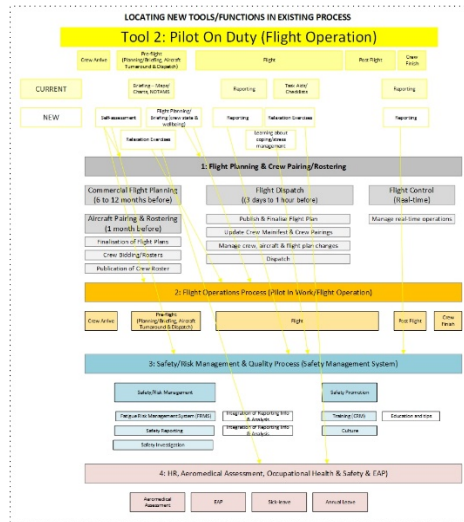 LOCATING NEW TOOLS/FUNCTIONS IN EXISTING PROCESS
Tool 2: Pilot On Duty (Flight Operation)
Crew Arrive
Pre-flight
(Planning/Briefing, Aircraft
Turnaround & Dispatch)
Flight
Post Flight
Crew
Finish
CURRENT
Briefing – Maps/
Charts, NOTAMS
Reporting
Task Aids/
Checklists
Reporting
NEW
Self-assessment
Flight Planning/
Briefing (crew state &
wellbeing)
Reporting
Relaxation Exercises
Reporting
Relaxation Exercises
Learning about
coping/stress
management
1: Flight Planning & Crew Pairing/Rostering
Commercial Flight Planning
(6 to 12 months before)
Flight Dispatch
((3 days to 1 hour before)
Flight Control
(Real-time)
Aircraft Pairing & Rostering
(1 month before)
Publish & Finalise Flight Plan
Manage real-time operations
Update Crew Mainfest & Crew Pairings
Finalisation of Flight Plans
Manage crew, aircraft & flight plan changes
Crew Bidding/Rosters
Dispatch
Publication of Crew Roster
2: Flight Operations Process (Pilot In Work/Flight Operation)
Crew Arrive
Pre-flight
(Planning/Briefing, Aircraft
Turnaround & Dispatch)
Flight
Post Flight
Crew
Finish
3: Safety/Risk Management & Quality Process (Safety Management System)
Safety/Risk Management
Safety Promotion
Fatigue Risk Management System (FRMS)
Integration of Reporting Info
& Analysis
Training (CRM)
Education and tips
Safety Reporting
Integration of Reporting Info
& Analysis
Culture
Safety Investigation
4: HR, Aeromedical Assessment, Occupational Health & Safety & EAP)
Aeromedical
Assessment
EAP
Sick leave
Annual Leave